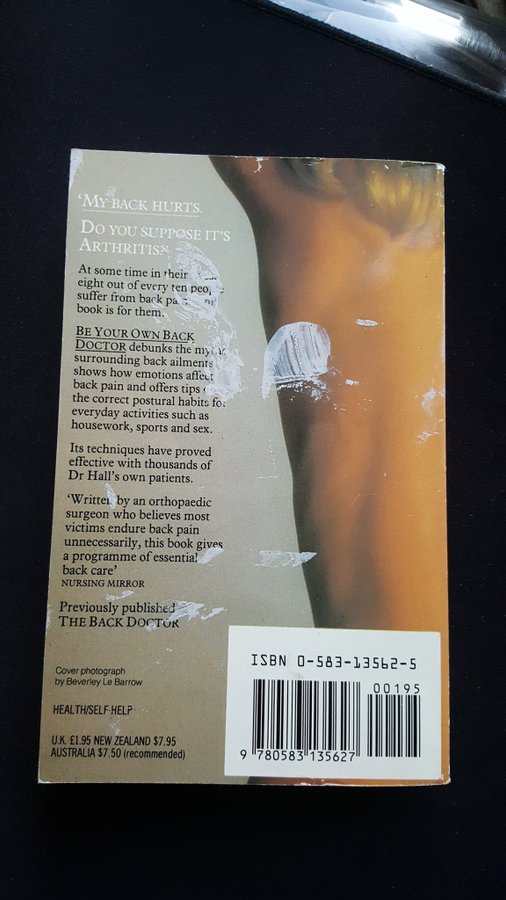 'MY BACK HURTS.
DO YOU SUPPOSE IT'S
ARTHRITIS?'
At some time in their
eight out of every ten
suffer from back
book is for them.
BE YOUR OWN BACK
DOCTOR debunks the myths
surrounding back ailments,
shows how emotions affect
back pain and offers tips
the correct postural habits for
everyday activities such as
housework, sports and sex.
Its techniques have proved
effective with thousands of
Dr Hall's own patients.
'Written by an orthopaedic
surgeon who believes most
victims endure back pain
unnecessarily, this book gives
a programme of essential
back care'
NURSING MIRROR
Previously published
THE BACK DOCTOR
Cover photograph
by Beverley Le Barrow
HEALTH/SELF-HELP
U.K. £1.95 NEW ZEALAND $7.95
AUSTRALIA $7.50 (recommended)
ISBN 0-583-13562-5
00195
9 780583 135627